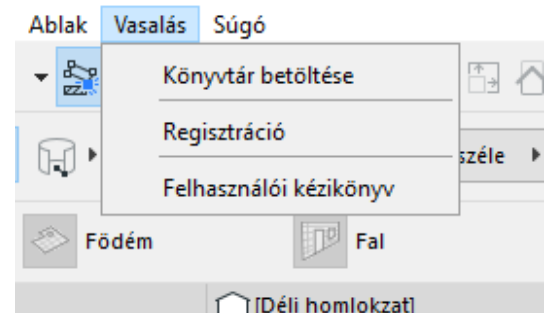 Ablak Vasalás Súgó
Könyvtár betöltése
Regisztráció
széle
Felhasználói kézikönyv
Födém Fal
[Déli homlokzat]